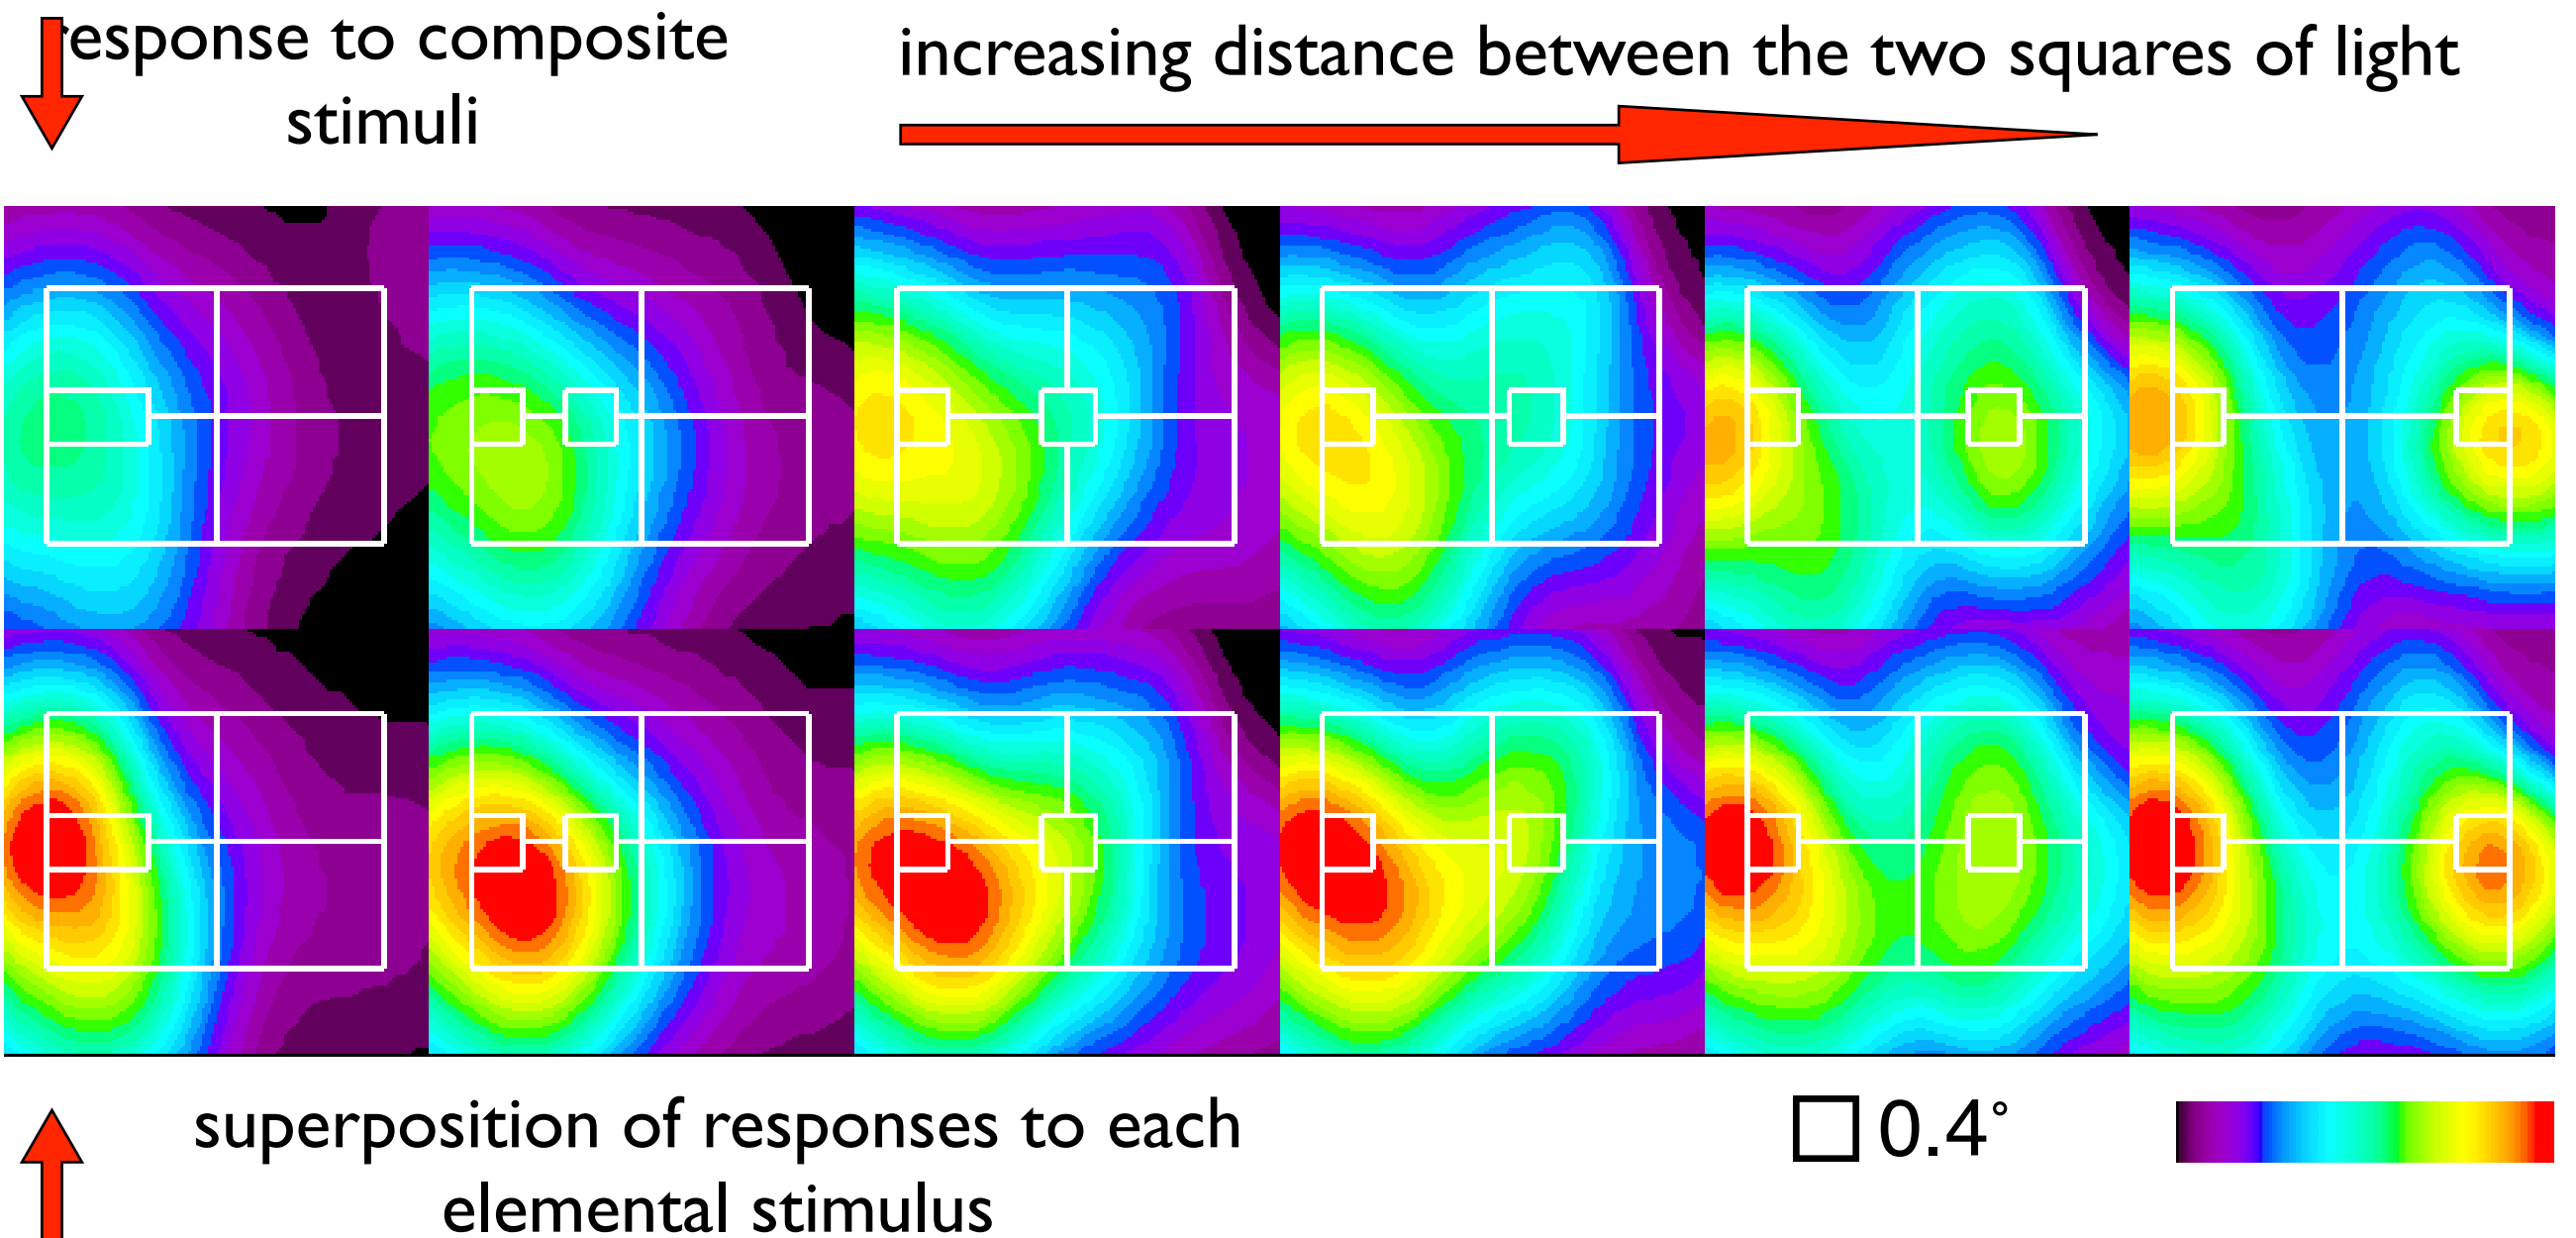 response to composite
stimuli
increasing distance between the two squares of light
superposition of responses to each
elemental stimulus
0.4°